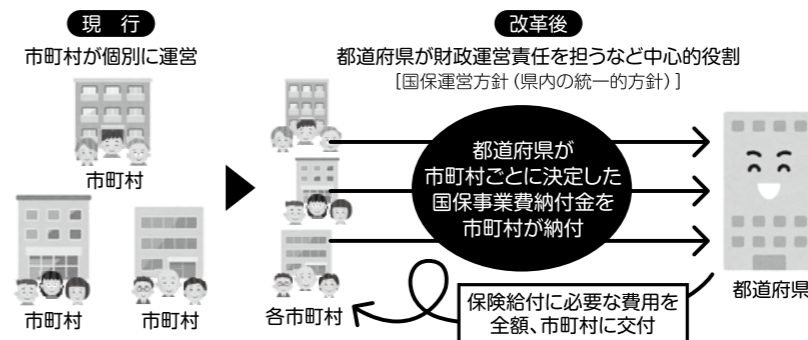 現　行
市町村が個別に運営
市町村
市町村
市町村
改革後
都道府県が財政運営責任を担うなど中心的役割
[国保運営方針（県内の統一的方針）]
都道府県が
市町村ごとに決定した
国保事業費納付金を
市町村が納付
各市町村
保険給付に必要な費用を
全額、市町村に交付
都道府県